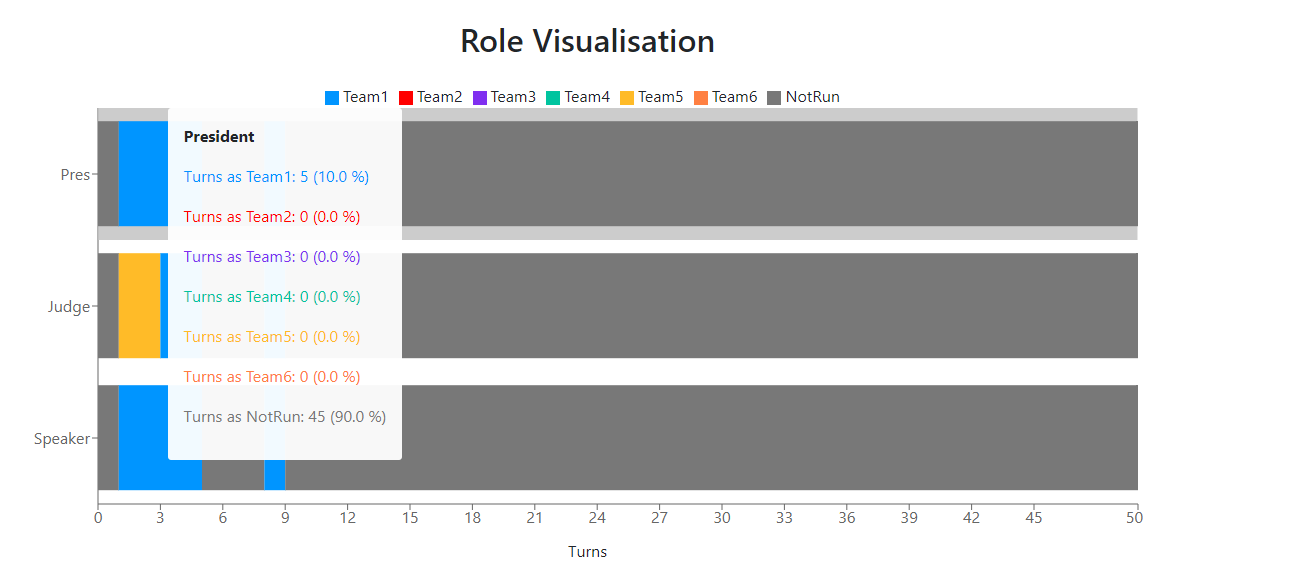 Role Visualisation
Team1 Team2 Team3 Team4 Team5 Team6 NotRun
President
Turns as Team1: 5 (10.0 %)
Pres
Turns as Team2: 0 (0.0 %)
Turns as Team3: 0 (0.0 %)
Turns as Team4: 0 (0.0 %)
Judge
Turns as Team5: 0 (0.0 %)
Turns as Team6: 0 (0.0 %)
Turns as NotRun: 45 (90.0 %)
Speaker
0 3 6 9 12 15 18 21 24 27 30 33 36 39 42 45 50
Turns